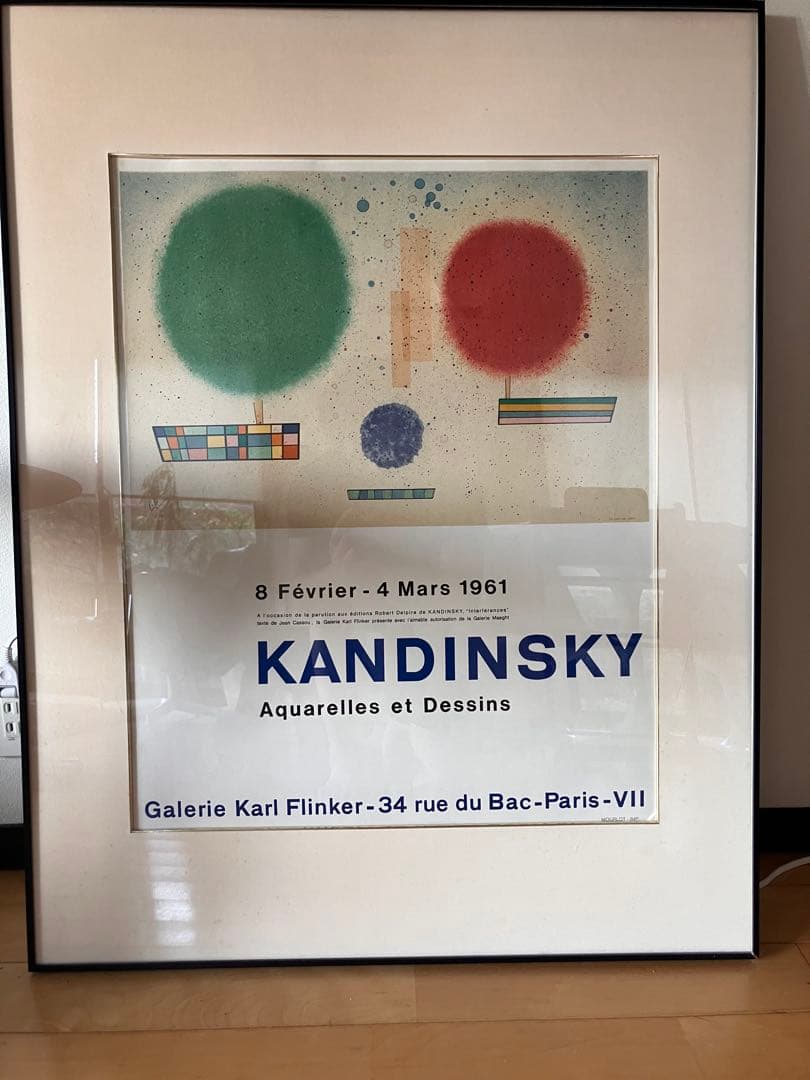 8 Février - 4 Mars 1961
A l'occasion de la parution aux éditions Robert Delpire de KANDINSKY, "Interférences"
texte de Jean Cassou, la Galerie Karl Flinker présente avec l'aimable autorisation de la Galerie Maeght
KANDINSKY
Aquarelles et Dessins
Galerie Karl Flinker - 34 rue du Bac - Paris - VII
MOURLOT IMP.